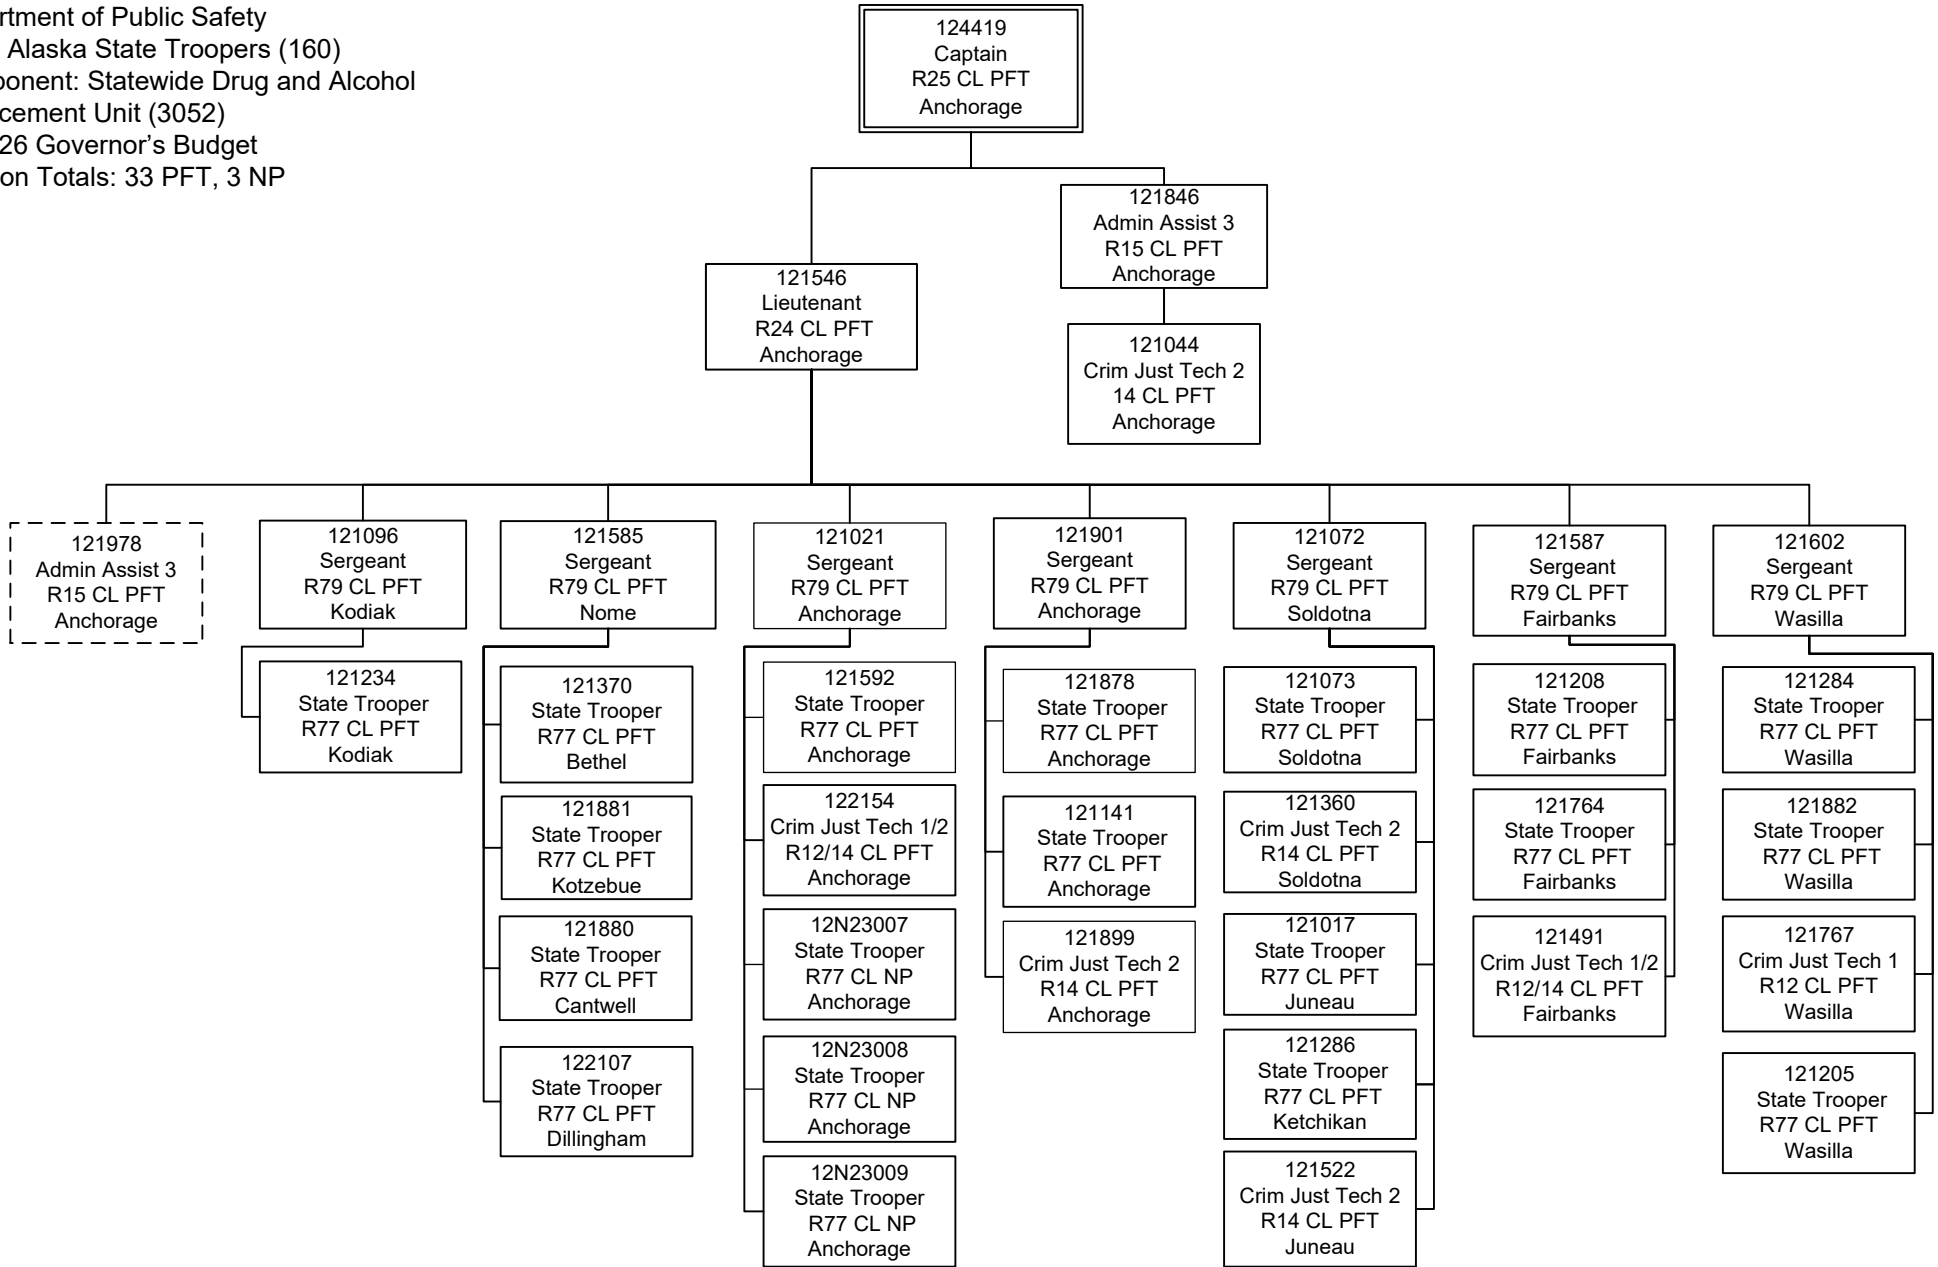 rtment of Public Safety
Alaska State Troopers (160)
ponent: Statewide Drug and Alcohol
cement Unit (3052)
26 Governor’s Budget
on Totals: 33 PFT, 3 NP
124419
Captain
R25 CL PFT
Anchorage
121846
Admin Assist 3
R15 CL PFT
Anchorage
121546
Lieutenant
R24 CL PFT
Anchorage
121044
Crim Just Tech 2
14 CL PFT
Anchorage
121978
Admin Assist 3
R15 CL PFT
Anchorage
121096
Sergeant
R79 CL PFT
Kodiak
121585
Sergeant
R79 CL PFT
Nome
121021
Sergeant
R79 CL PFT
Anchorage
121901
Sergeant
R79 CL PFT
Anchorage
121072
Sergeant
R79 CL PFT
Soldotna
121587
Sergeant
R79 CL PFT
Fairbanks
121602
Sergeant
R79 CL PFT
Wasilla
121234
State Trooper
R77 CL PFT
Kodiak
121370
State Trooper
R77 CL PFT
Bethel
121881
State Trooper
R77 CL PFT
Kotzebue
121880
State Trooper
R77 CL PFT
Cantwell
122107
State Trooper
R77 CL PFT
Dillingham
121592
State Trooper
R77 CL PFT
Anchorage
122154
Crim Just Tech 1/2
R12/14 CL PFT
Anchorage
12N23007
State Trooper
R77 CL NP
Anchorage
12N23008
State Trooper
R77 CL NP
Anchorage
12N23009
State Trooper
R77 CL NP
Anchorage
121878
State Trooper
R77 CL PFT
Anchorage
121141
State Trooper
R77 CL PFT
Anchorage
121899
Crim Just Tech 2
R14 CL PFT
Anchorage
121073
State Trooper
R77 CL PFT
Soldotna
121360
Crim Just Tech 2
R14 CL PFT
Soldotna
121017
State Trooper
R77 CL PFT
Juneau
121286
State Trooper
R77 CL PFT
Ketchikan
121522
Crim Just Tech 2
R14 CL PFT
Juneau
121208
State Trooper
R77 CL PFT
Fairbanks
121764
State Trooper
R77 CL PFT
Fairbanks
121491
Crim Just Tech 1/2
R12/14 CL PFT
Fairbanks
121284
State Trooper
R77 CL PFT
Wasilla
121882
State Trooper
R77 CL PFT
Wasilla
121767
Crim Just Tech 1
R12 CL PFT
Wasilla
121205
State Trooper
R77 CL PFT
Wasilla